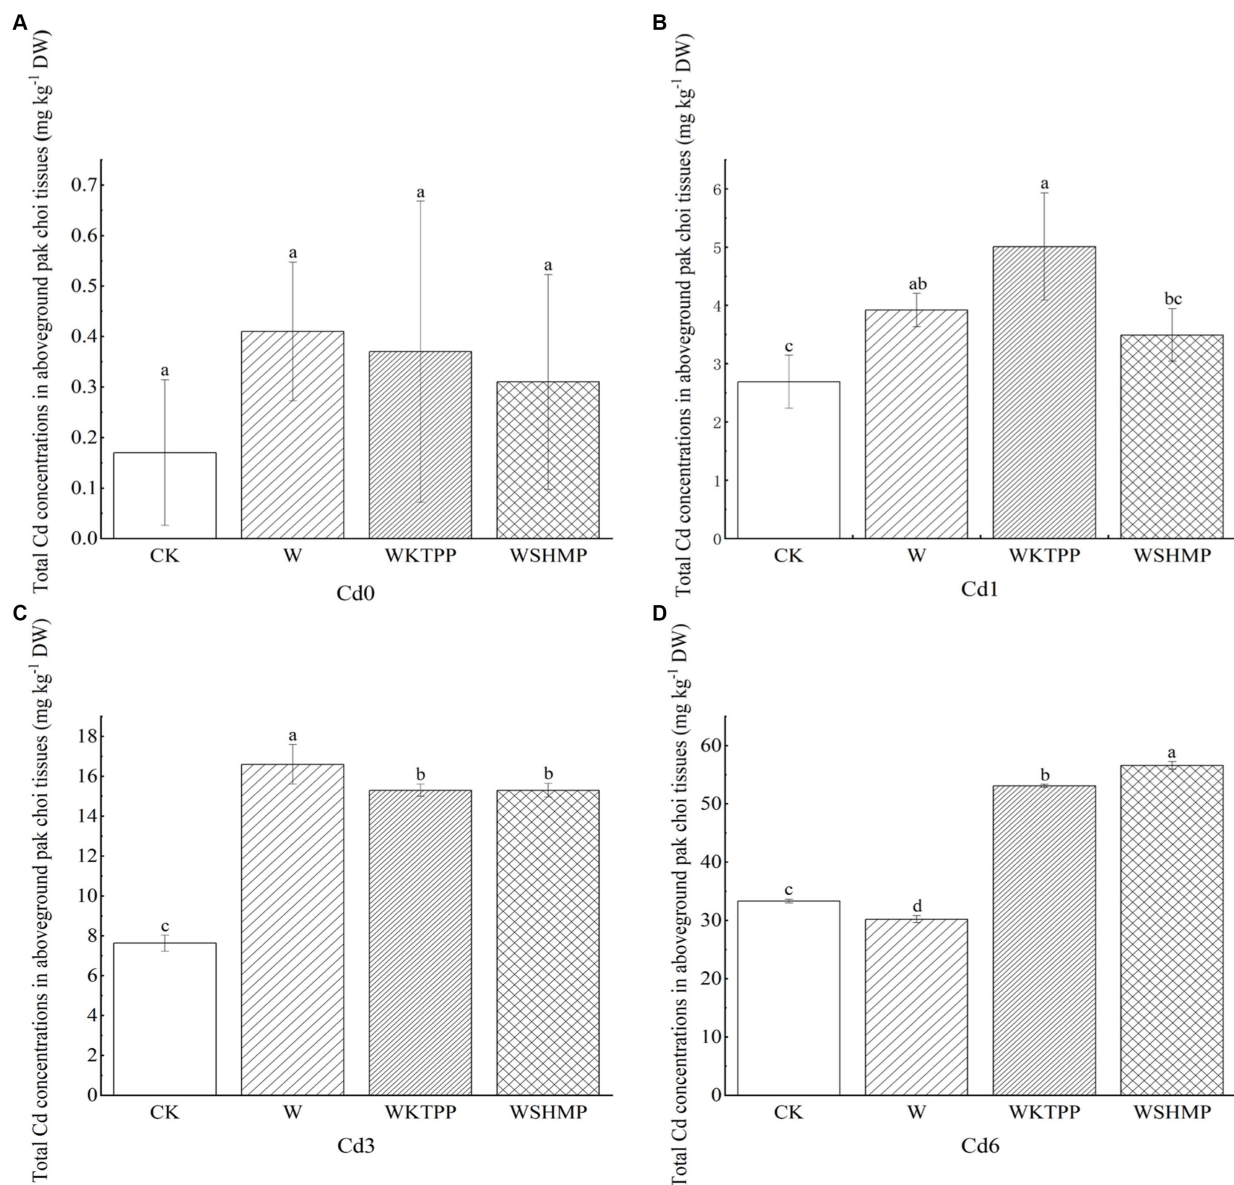 A
Total Cd concentrations in aboveground pak choi tissues (mg kg⁻¹ DW)
0.7
0.6
0.5
0.4
0.3
0.2
0.1
0.0
a
a
a
a
CK W WKTPP WSHMP
Cd0
B
Total Cd concentrations in aboveground pak choi tissues (mg kg⁻¹ DW)
6
5
4
3
2
1
0
c
ab
a
bc
CK W WKTPP WSHMP
Cd1
C
Total Cd concentrations in aboveground pak choi tissues (mg kg⁻¹ DW)
18
16
14
12
10
8
6
4
2
0
c
a
b
b
CK W WKTPP WSHMP
Cd3
D
Total Cd concentrations in aboveground pak choi tissues (mg kg⁻¹ DW)
60
50
40
30
20
10
0
c
d
b
a
CK W WKTPP WSHMP
Cd6